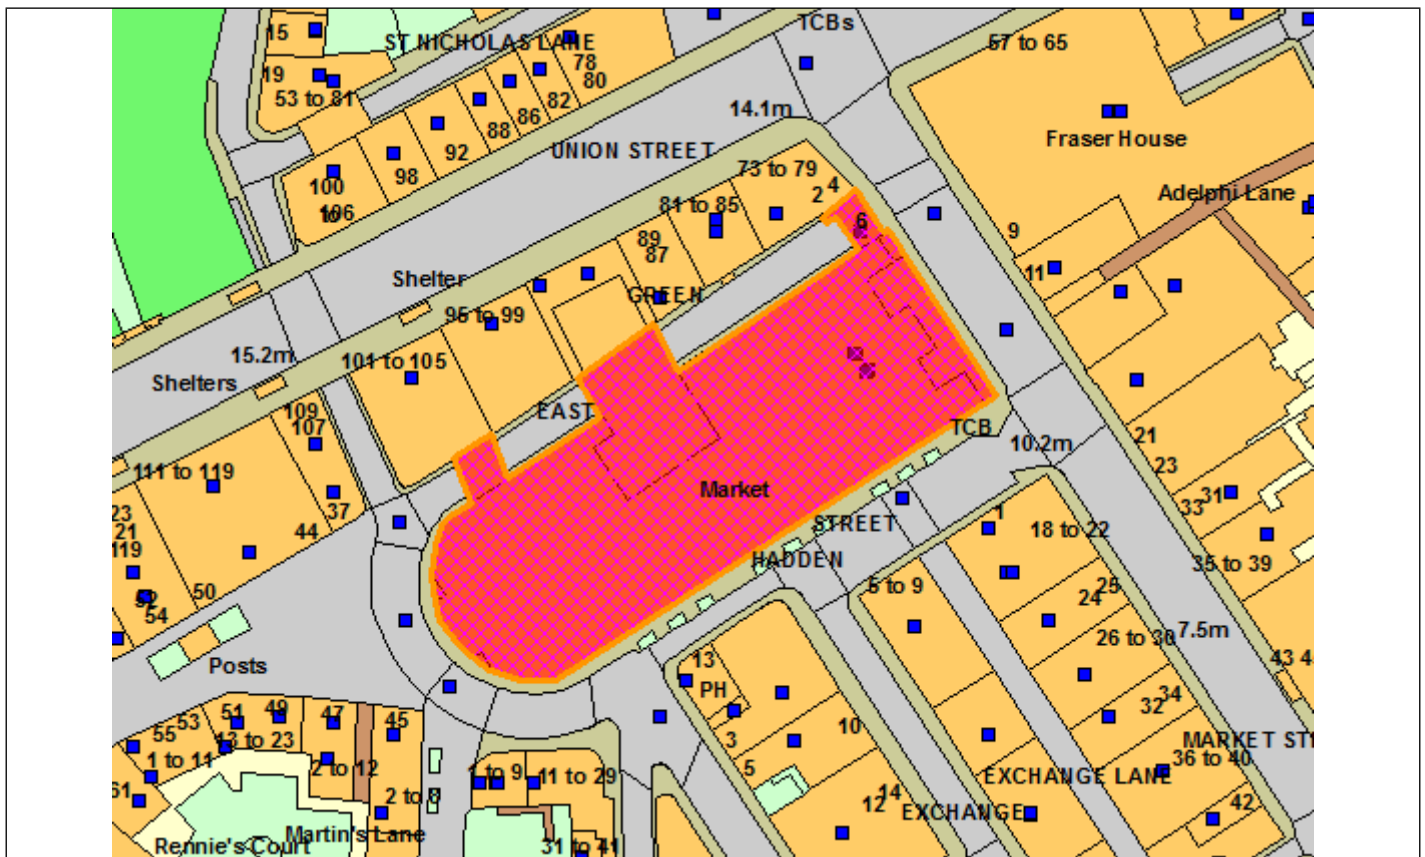 TCBs
15
ST NICHOLAS LANE
57 to 65
78
19
80
53 to 81
82
14.1m
86
88
Fraser House
92
UNION STREET
98
73 to 79
100
4
Adelphi Lane
2
to
106
81 to 85
6
9
89
87
11
Shelter
GREEN
95 to 99
15.2m
101 to 105
Shelters
109
EAST
107
TCB
21
10.2m
111 to 119
23
Market
31
33
37
23
1
STREET
21
44
18 to 22
119
HADDEN
35 to 39
5 to 9
25
50
52
24
54
26 to 30
7.5m
13
Posts
43 4
PH
34
51
49
47
45
32
53
10
55
13 to 23
3
MARKET ST
1 to 11
36 to 40
2 to 12
5
1 to 9
11 to 29
EXCHANGE LANE
61
14
2 to 8
12
42
EXCHANGE
Martin's Lane
Rennie's Court
31 to 41